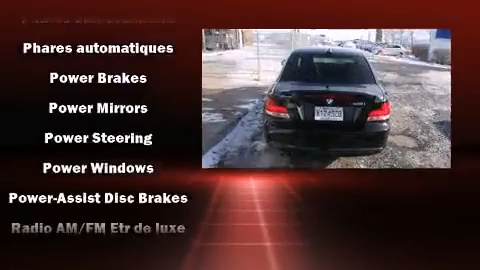 Phares automatiques
Power Brakes
Power Mirrors
Power Steering
Power Windows
Power-Assist Disc Brakes
Radio AM/FM Etr de luxe